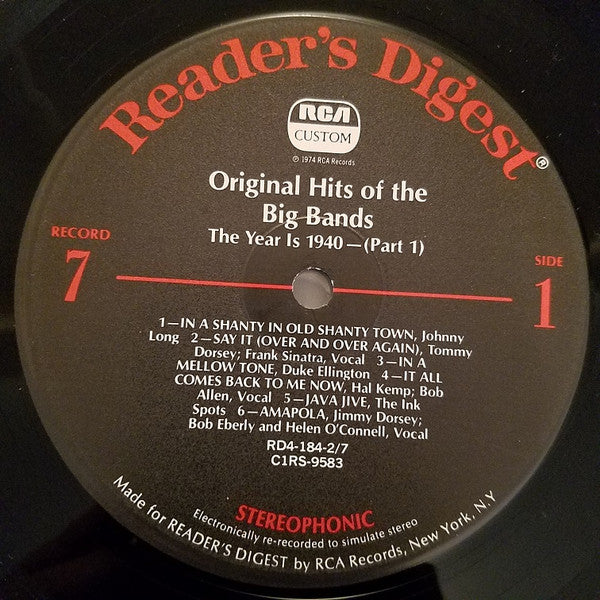 Reader's Digest®
RCA
CUSTOM
℗ 1974 RCA Records
Original Hits of the
Big Bands
The Year Is 1940—(Part 1)
RECORD
7
SIDE
1
1—IN A SHANTY IN OLD SHANTY TOWN, Johnny
Long 2—SAY IT (OVER AND OVER AGAIN), Tommy
Dorsey; Frank Sinatra, Vocal 3—IN A
MELLOW TONE, Duke Ellington 4—IT ALL
COMES BACK TO ME NOW, Hal Kemp; Bob
Allen, Vocal 5—JAVA JIVE, The Ink
Spots 6—AMAPOLA, Jimmy Dorsey;
Bob Eberly and Helen O'Connell, Vocal
RD4-184-2/7
C1RS-9583
STEREOPHONIC
Electronically re-recorded to simulate stereo
Made for READER'S DIGEST by RCA Records, New York, N.Y.